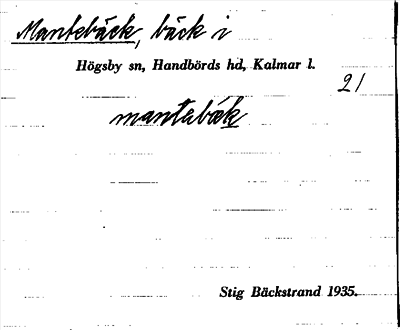 Mantebäck, bäck i
Högsby sn, Handbörds hd, Kalmar l.
21
mantabäk
Stig Bäckstrand 1935.